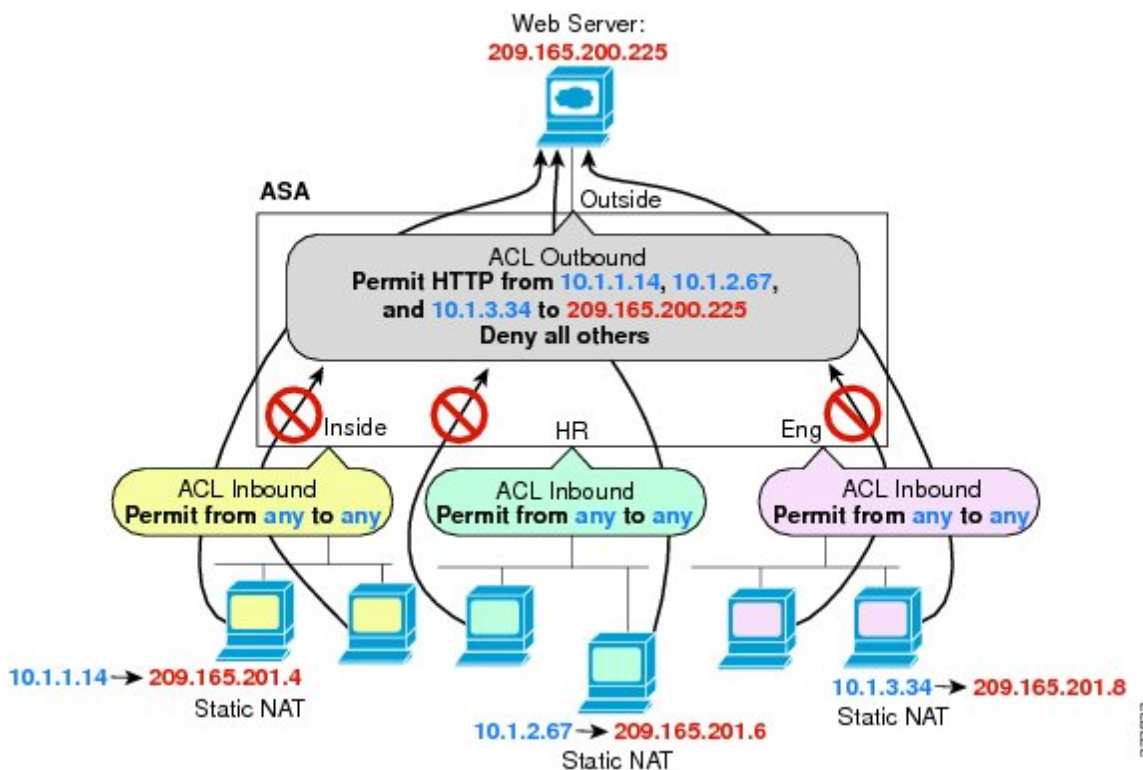 Web Server:
209.165.200.225
ASA
Outside
ACL Outbound
Permit HTTP from 10.1.1.14, 10.1.2.67,
and 10.1.3.34 to 209.165.200.225
Deny all others
Inside
HR
Eng
ACL Inbound
Permit from any to any
ACL Inbound
Permit from any to any
ACL Inbound
Permit from any to any
10.1.1.14 → 209.165.201.4
Static NAT
10.1.2.67 → 209.165.201.6
Static NAT
10.1.3.34 → 209.165.201.8
Static NAT